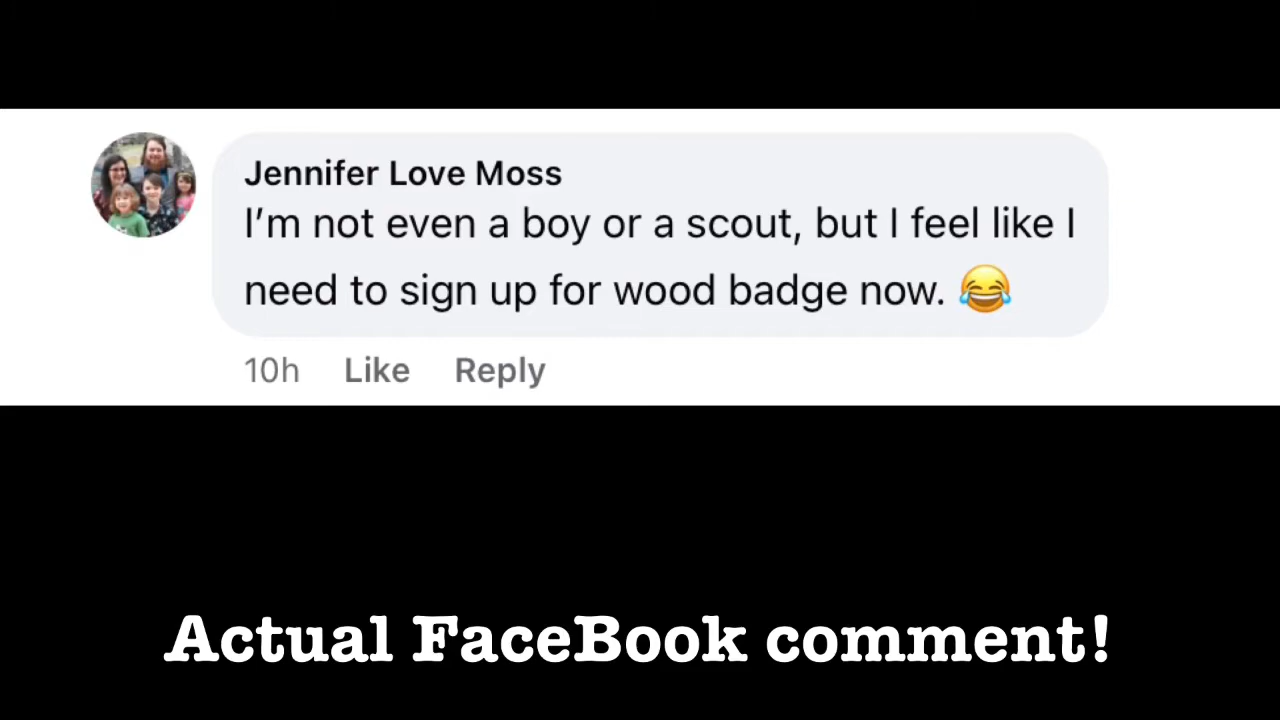 Jennifer Love Moss
I’m not even a boy or a scout, but I feel like I
need to sign up for wood badge now. 😂
10h Like Reply
Actual FaceBook comment!